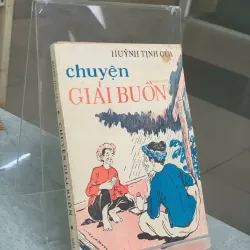 HUỲNH TỊNH CỦA
chuyện
GIẢI BUỒN